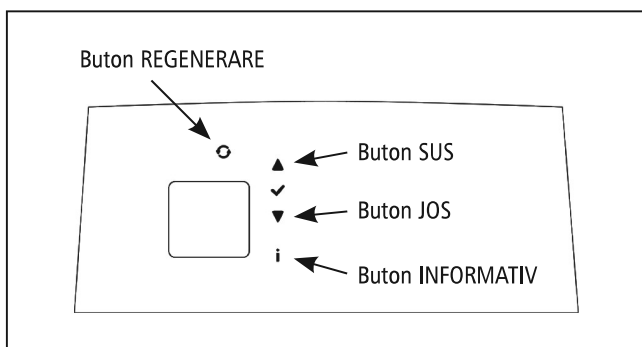 Buton REGENERARE
Buton SUS
Buton JOS
i
Buton INFORMATIV